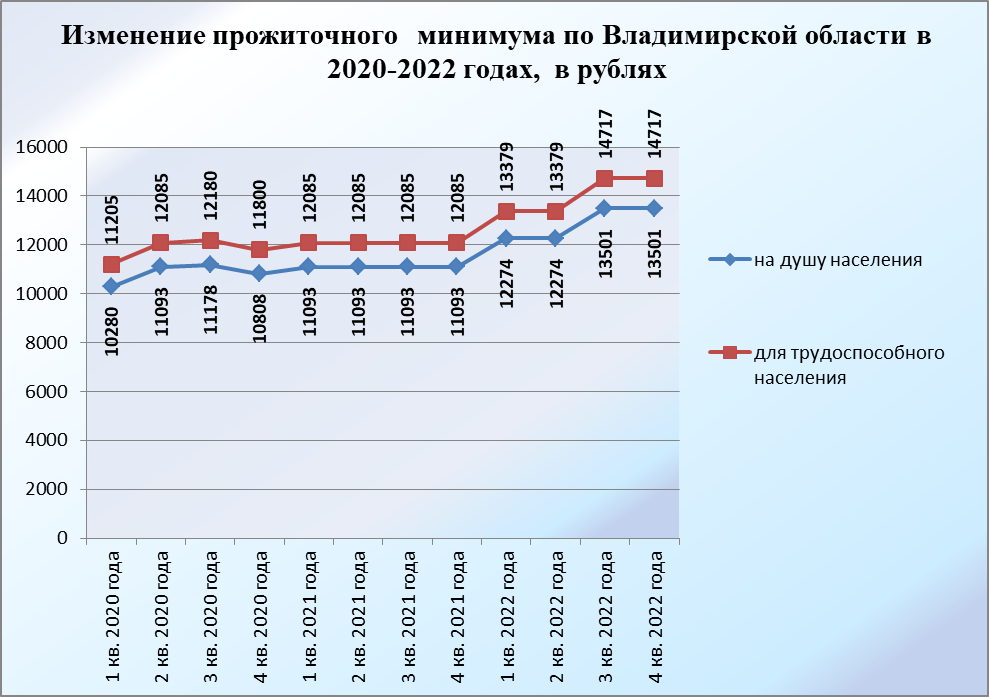 Изменение прожиточного минимума по Владимирской области в
2020-2022 годах, в рублях
16000
14000
12000
10000
8000
6000
4000
2000
0
11205
12085
12180
11800
12085
12085
12085
12085
13379
13379
14717
14717
10280
11093
11178
10808
11093
11093
11093
11093
12274
12274
13501
13501
1 кв. 2020 года
2 кв. 2020 года
3 кв. 2020 года
4 кв. 2020 года
1 кв. 2021 года
2 кв. 2021 года
3 кв. 2021 года
4 кв. 2021 года
1 кв. 2022 года
2 кв. 2022 года
3 кв. 2022 года
4 кв. 2022 года
на душу населения
для трудоспособного
населения